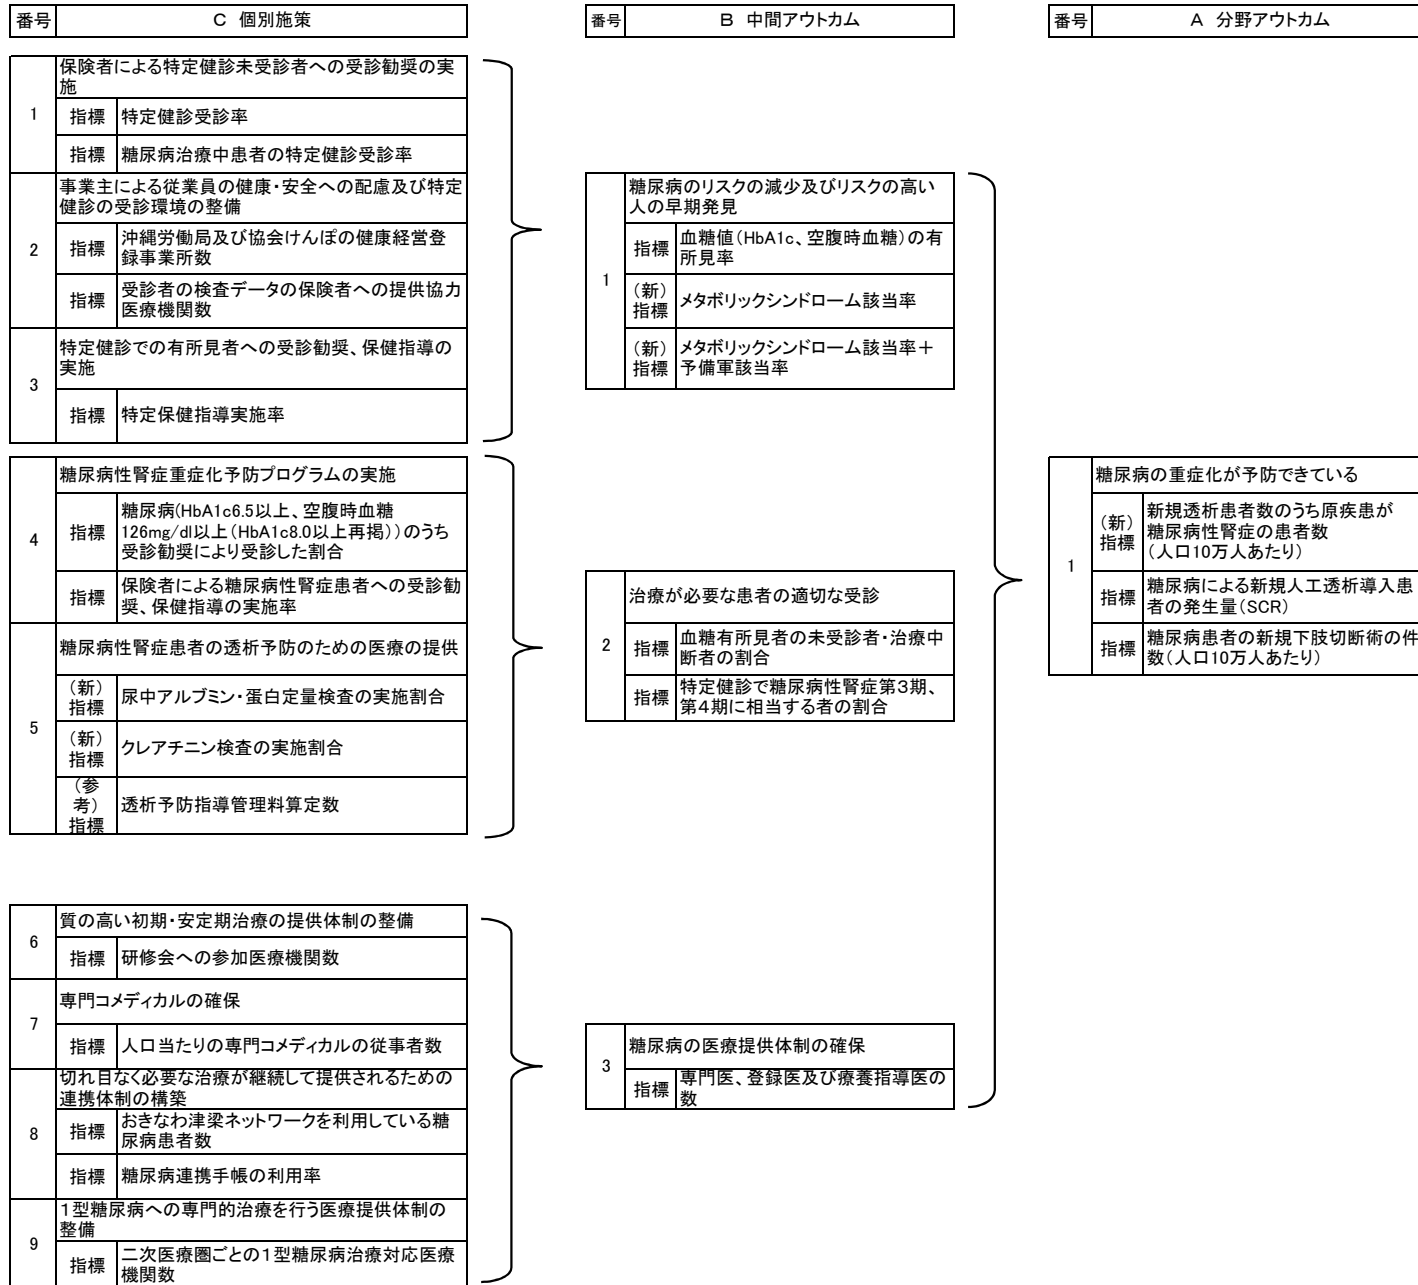 番号 C 個別施策
1
保険者による特定健診未受診者への受診勧奨の実
施
指標 特定健診受診率
指標 糖尿病治療中患者の特定健診受診率
2
事業主による従業員の健康・安全への配慮及び特定
健診の受診環境の整備
指標
沖縄労働局及び協会けんぽの健康経営登
録事業所数
指標
受診者の検査データの保険者への提供協力
医療機関数
3
特定健診での有所見者への受診勧奨、保健指導の
実施
指標 特定保健指導実施率
4
糖尿病性腎症重症化予防プログラムの実施
指標
糖尿病(HbA1c6.5以上、空腹時血糖
126mg/dl以上(HbA1c8.0以上再掲))のうち
受診勧奨により受診した割合
指標
保険者による糖尿病性腎症患者への受診勧
奨、保健指導の実施率
5
糖尿病性腎症患者の透析予防のための医療の提供
(新)
指標
尿中アルブミン・蛋白定量検査の実施割合
(新)
指標
クレアチニン検査の実施割合
(参
考)
指標
透析予防指導管理料算定数
6
質の高い初期・安定期治療の提供体制の整備
指標 研修会への参加医療機関数
7
専門コメディカルの確保
指標 人口当たりの専門コメディカルの従事者数
8
切れ目なく必要な治療が継続して提供されるための
連携体制の構築
指標
おきなわ津梁ネットワークを利用している糖
尿病患者数
指標 糖尿病連携手帳の利用率
9
1型糖尿病への専門的治療を行う医療提供体制の
整備
指標
二次医療圏ごとの1型糖尿病治療対応医療
機関数
番号 B 中間アウトカム
1
糖尿病のリスクの減少及びリスクの高い
人の早期発見
指標
血糖値(HbA1c、空腹時血糖)の有
所見率
(新)
指標
メタボリックシンドローム該当率
(新)
指標
メタボリックシンドローム該当率+
予備軍該当率
2
治療が必要な患者の適切な受診
指標
血糖有所見者の未受診者・治療中
断者の割合
指標
特定健診で糖尿病性腎症第3期、
第4期に相当する者の割合
3
糖尿病の医療提供体制の確保
指標
専門医、登録医及び療養指導医の
数
番号 A 分野アウトカム
1
糖尿病の重症化が予防できている
(新)
指標
新規透析患者数のうち原疾患が
糖尿病性腎症の患者数
(人口10万人あたり)
指標
糖尿病による新規人工透析導入患
者の発生量(SCR)
指標
糖尿病患者の新規下肢切断術の件
数(人口10万人あたり)